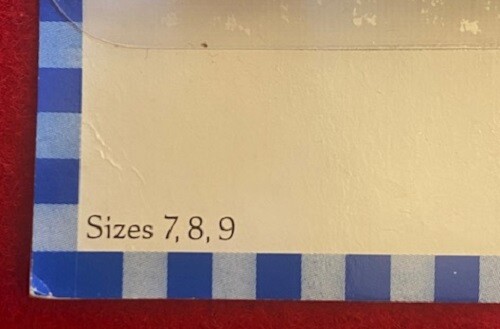 Sizes 7, 8, 9